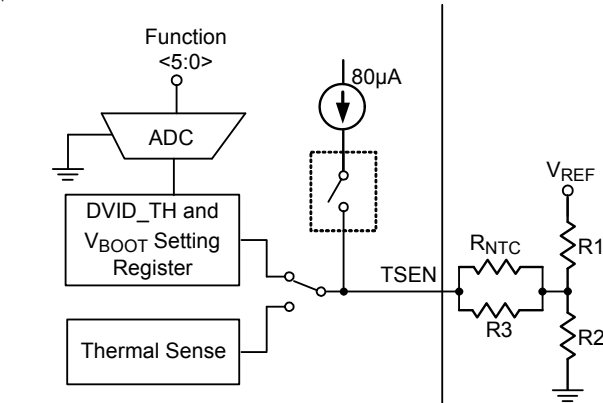 Function
<5:0>
80µA
ADC
DVID_TH and
VBOOT Setting
Register
Thermal Sense
TSEN
RNTC
R3
VREF
R1
R2